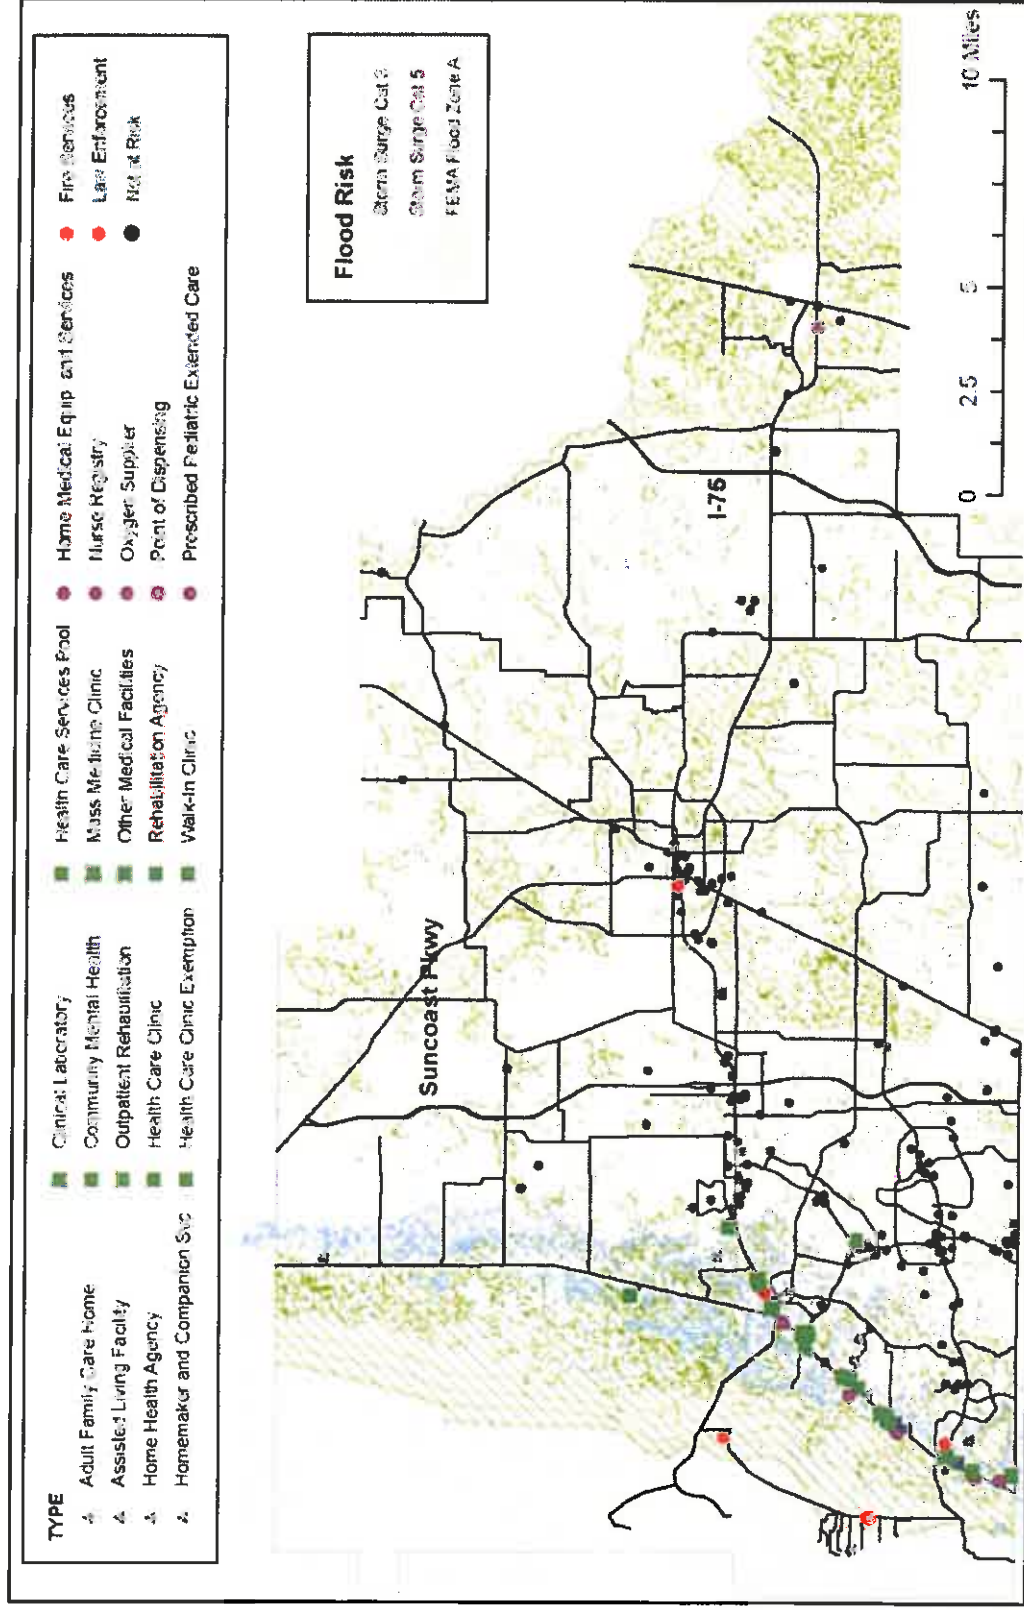 TYPE
Adult Family Care Home
Assisted Living Facility
Home Health Agency
Homemaker and Companion Svc
Clinical Laboratory
Community Mental Health
Outpatient Rehabilitation
Health Care Clinic
Health Care Clinic Exemption
Health Care Services Pool
Mass Medicine Clinic
Other Medical Facilities
Rehabilitation Agency
Walk-In Clinic
Home Medical Equip and Services
Nurse Registry
Oxygen Supplier
Point of Dispensing
Prescribed Pediatric Extended Care
Fire Services
Law Enforcement
Not at Risk
Flood Risk
Storm Surge Cat
Storm Surge Cat 5
FEMA Flood Zone A
Suncoast Pkwy
I-75
0 2.5 5 10 Miles